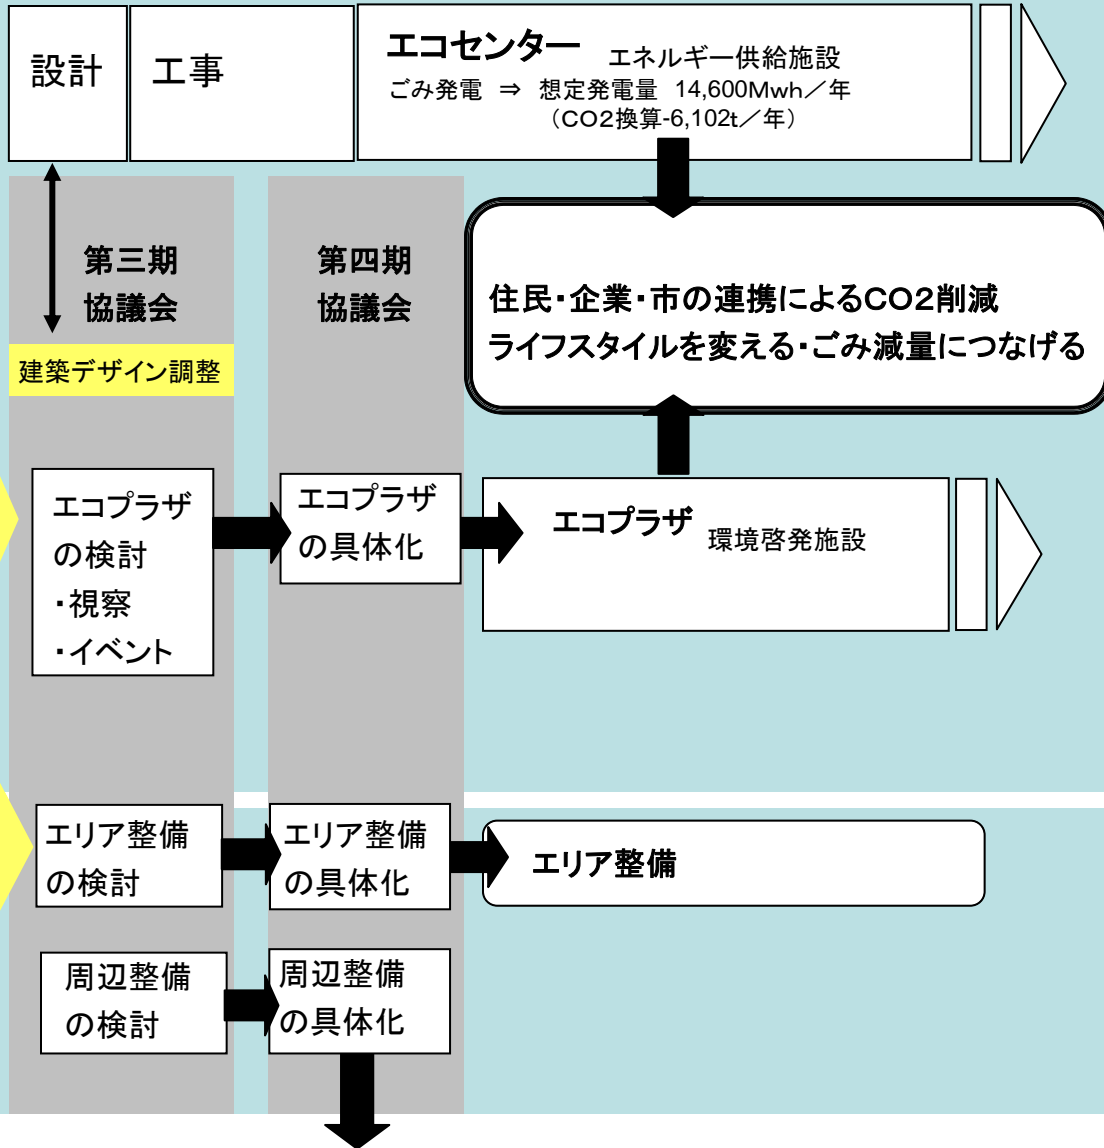 設計
工事
エコセンター エネルギー供給施設
ごみ発電 ⇒ 想定発電量 14,600Mwh／年
（CO2換算-6,102t／年）
第三期
協議会
第四期
協議会
建築デザイン調整
住民・企業・市の連携によるCO2削減
ライフスタイルを変える・ごみ減量につなげる
エコプラザ
の検討
・視察
・イベント
エコプラザ
の具体化
エコプラザ 環境啓発施設
エリア整備
の検討
エリア整備
の具体化
エリア整備
周辺整備
の検討
周辺整備
の具体化